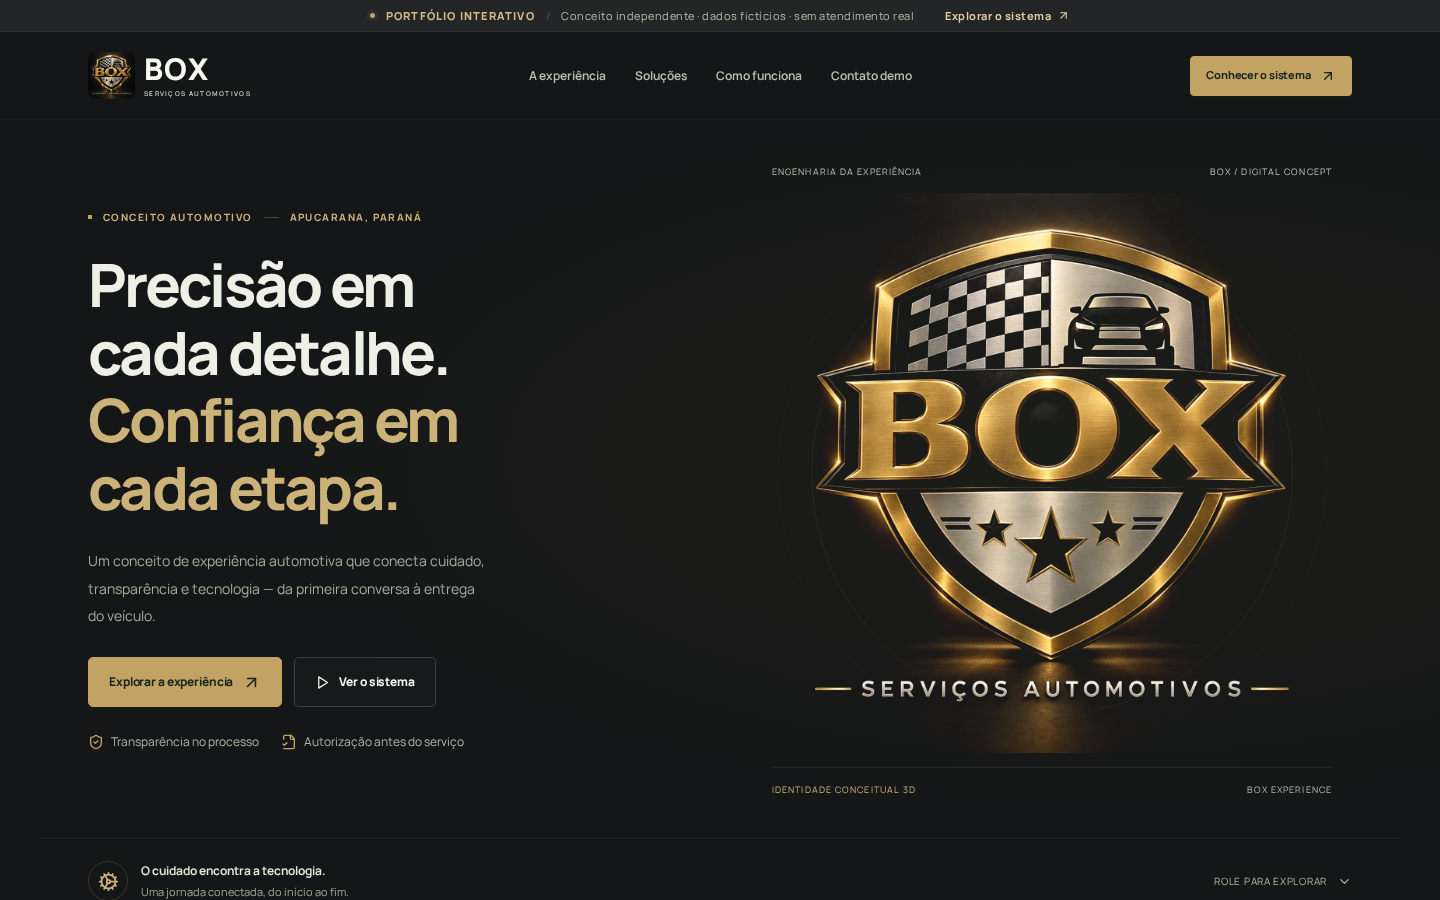 PORTFÓLIO INTERATIVO / Conceito independente · dados fictícios · sem atendimento real Explorar o sistema
BOX
BOX
SERVIÇOS AUTOMOTIVOS
A experiência Soluções Como funciona Contato demo
Conhecer o sistema
ENGENHARIA DA EXPERIÊNCIA BOX / DIGITAL CONCEPT
CONCEITO AUTOMOTIVO — APUCARANA, PARANÁ
Precisão em
cada detalhe.
Confiança em
cada etapa.
Um conceito de experiência automotiva que conecta cuidado,
transparência e tecnologia — da primeira conversa à entrega
do veículo.
Explorar a experiência Ver o sistema
Transparência no processo Autorização antes do serviço
BOX
SERVIÇOS AUTOMOTIVOS
IDENTIDADE CONCEITUAL 3D BOX EXPERIENCE
O cuidado encontra a tecnologia.
Uma jornada conectada, do início ao fim.
ROLE PARA EXPLORAR